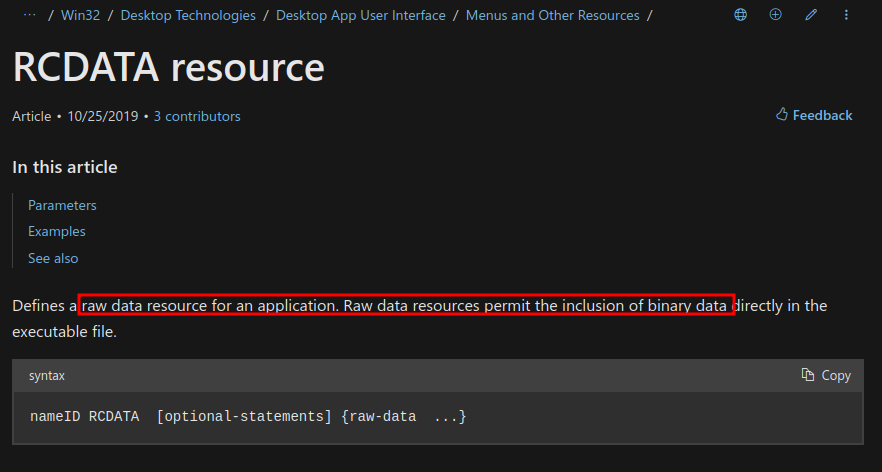 ··· / Win32 / Desktop Technologies / Desktop App User Interface / Menus and Other Resources /
RCDATA resource
Article • 10/25/2019 • 3 contributors
Feedback
In this article
Parameters
Examples
See also
Defines a raw data resource for an application. Raw data resources permit the inclusion of binary data directly in the
executable file.
syntax
Copy
nameID RCDATA  [optional-statements] {raw-data  ...}